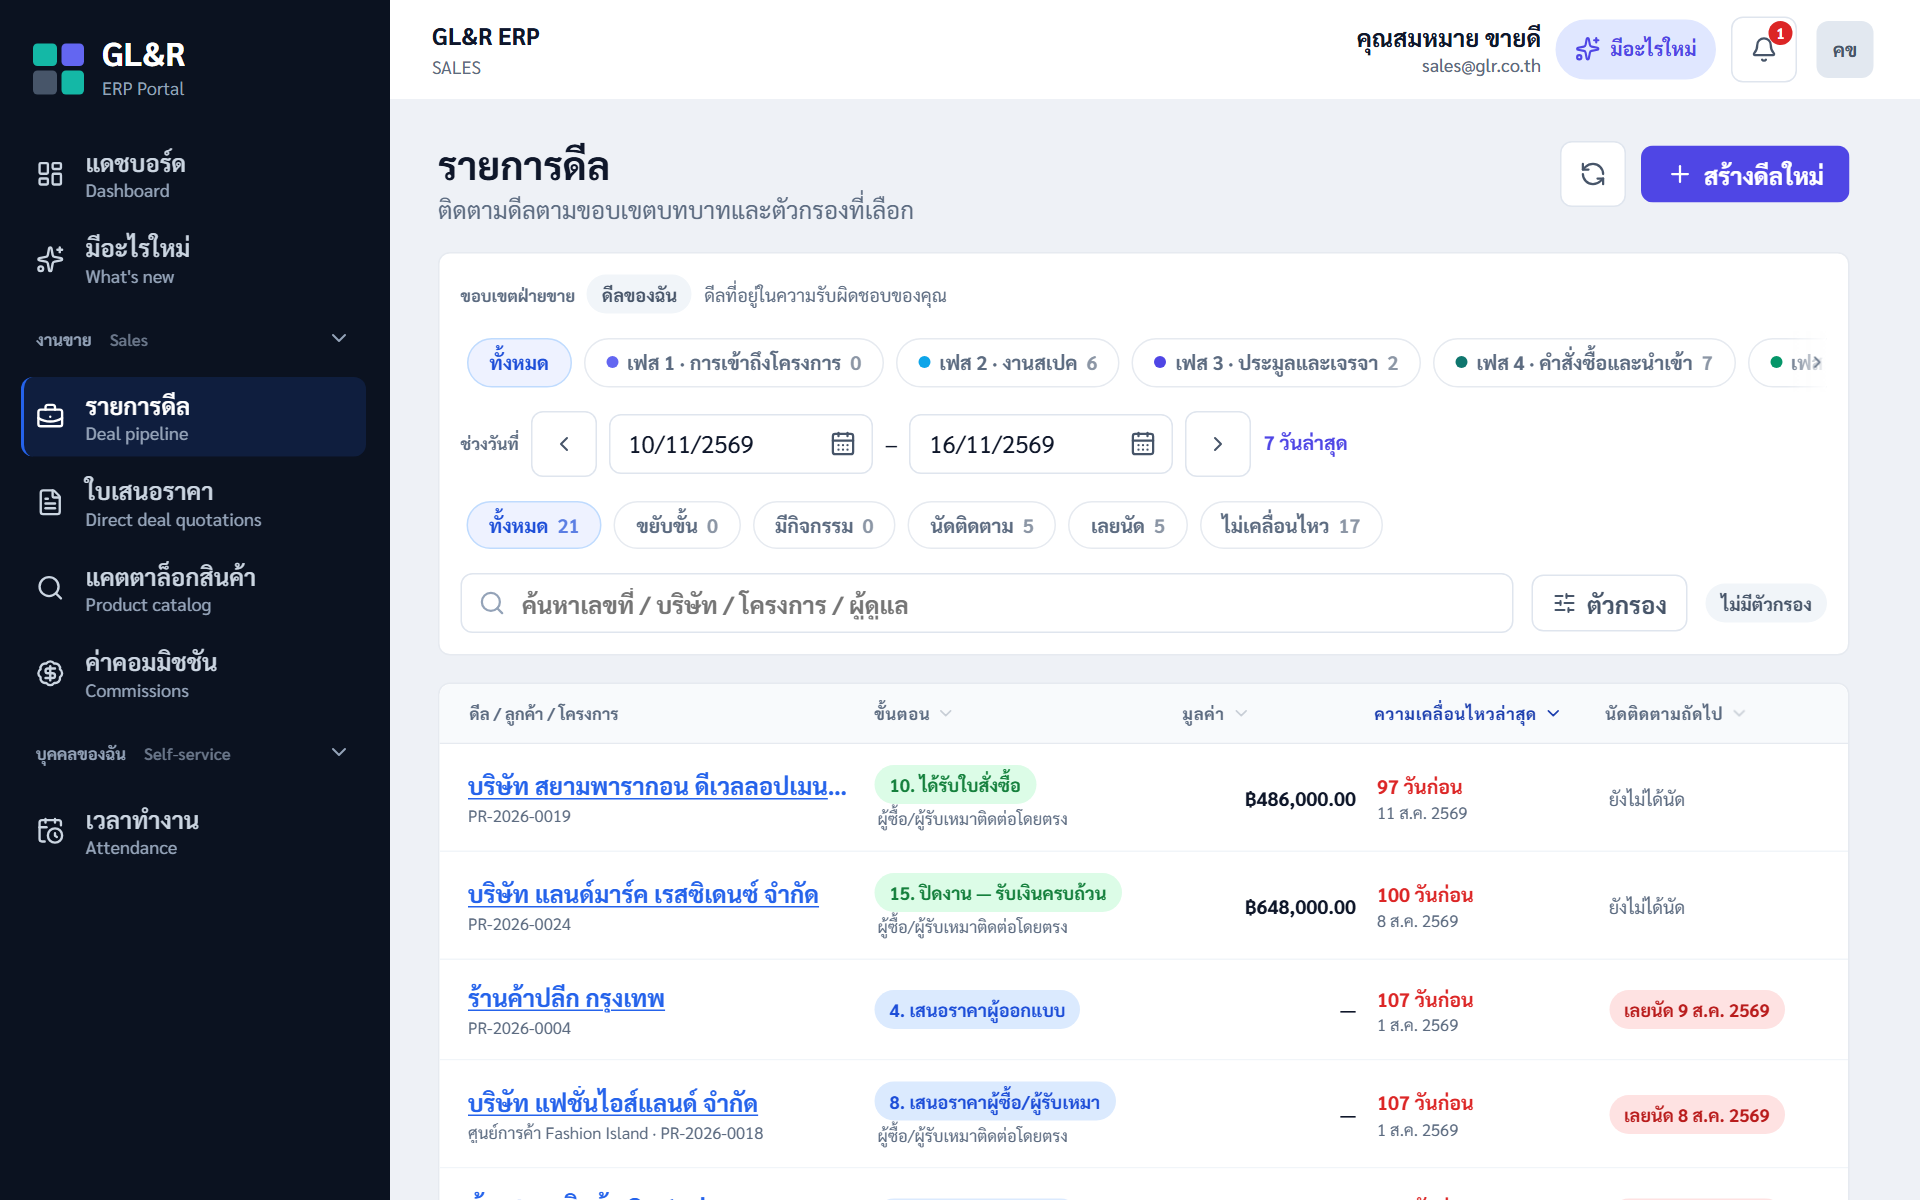 GL&R
ERP Portal
แดชบอร์ด
Dashboard
มีอะไรใหม่
What's new
งานขาย Sales
รายการดีล
Deal pipeline
ใบเสนอราคา
Direct deal quotations
แคตตาล็อกสินค้า
Product catalog
ค่าคอมมิชชัน
Commissions
บุคคลของฉัน Self-service
เวลาทำงาน
Attendance
GL&R ERP
SALES
คุณสมหมาย ขายดี
sales@glr.co.th
มีอะไรใหม่
1
คข
รายการดีล
ติดตามดีลตามขอบเขตบทบาทและตัวกรองที่เลือก
สร้างดีลใหม่
ขอบเขตฝ่ายขาย ดีลของฉัน ดีลที่อยู่ในความรับผิดชอบของคุณ
ทั้งหมด เฟส 1 · การเข้าถึงโครงการ 0 เฟส 2 · งานสเปค 6 เฟส 3 · ประมูลและเจรจา 2 เฟส 4 · คำสั่งซื้อและนำเข้า 7
ช่วงวันที่ 10/11/2569 – 16/11/2569 7 วันล่าสุด
ทั้งหมด 21 ขยับขั้น 0 มีกิจกรรม 0 นัดติดตาม 5 เลยนัด 5 ไม่เคลื่อนไหว 17
ค้นหาเลขที่ / บริษัท / โครงการ / ผู้ดูแล ตัวกรอง ไม่มีตัวกรอง
ดีล / ลูกค้า / โครงการ ขั้นตอน มูลค่า ความเคลื่อนไหวล่าสุด นัดติดตามถัดไป
บริษัท สยามพารากอน ดีเวลลอปเมน... 10. ได้รับใบสั่งซื้อ ฿486,000.00 97 วันก่อน ยังไม่ได้นัด
PR-2026-0019 ผู้ซื้อ/ผู้รับเหมาติดต่อโดยตรง 11 ส.ค. 2569
บริษัท แลนด์มาร์ค เรสซิเดนซ์ จำกัด 15. ปิดงาน — รับเงินครบถ้วน ฿648,000.00 100 วันก่อน ยังไม่ได้นัด
PR-2026-0024 ผู้ซื้อ/ผู้รับเหมาติดต่อโดยตรง 8 ส.ค. 2569
ร้านค้าปลีก กรุงเทพ 4. เสนอราคาผู้ออกแบบ — 107 วันก่อน เลยนัด 9 ส.ค. 2569
PR-2026-0004 1 ส.ค. 2569
บริษัท แฟชั่นไอส์แลนด์ จำกัด 8. เสนอราคาผู้ซื้อ/ผู้รับเหมา — 107 วันก่อน เลยนัด 8 ส.ค. 2569
ศูนย์การค้า Fashion Island · PR-2026-0018 ผู้ซื้อ/ผู้รับเหมาติดต่อโดยตรง 1 ส.ค. 2569